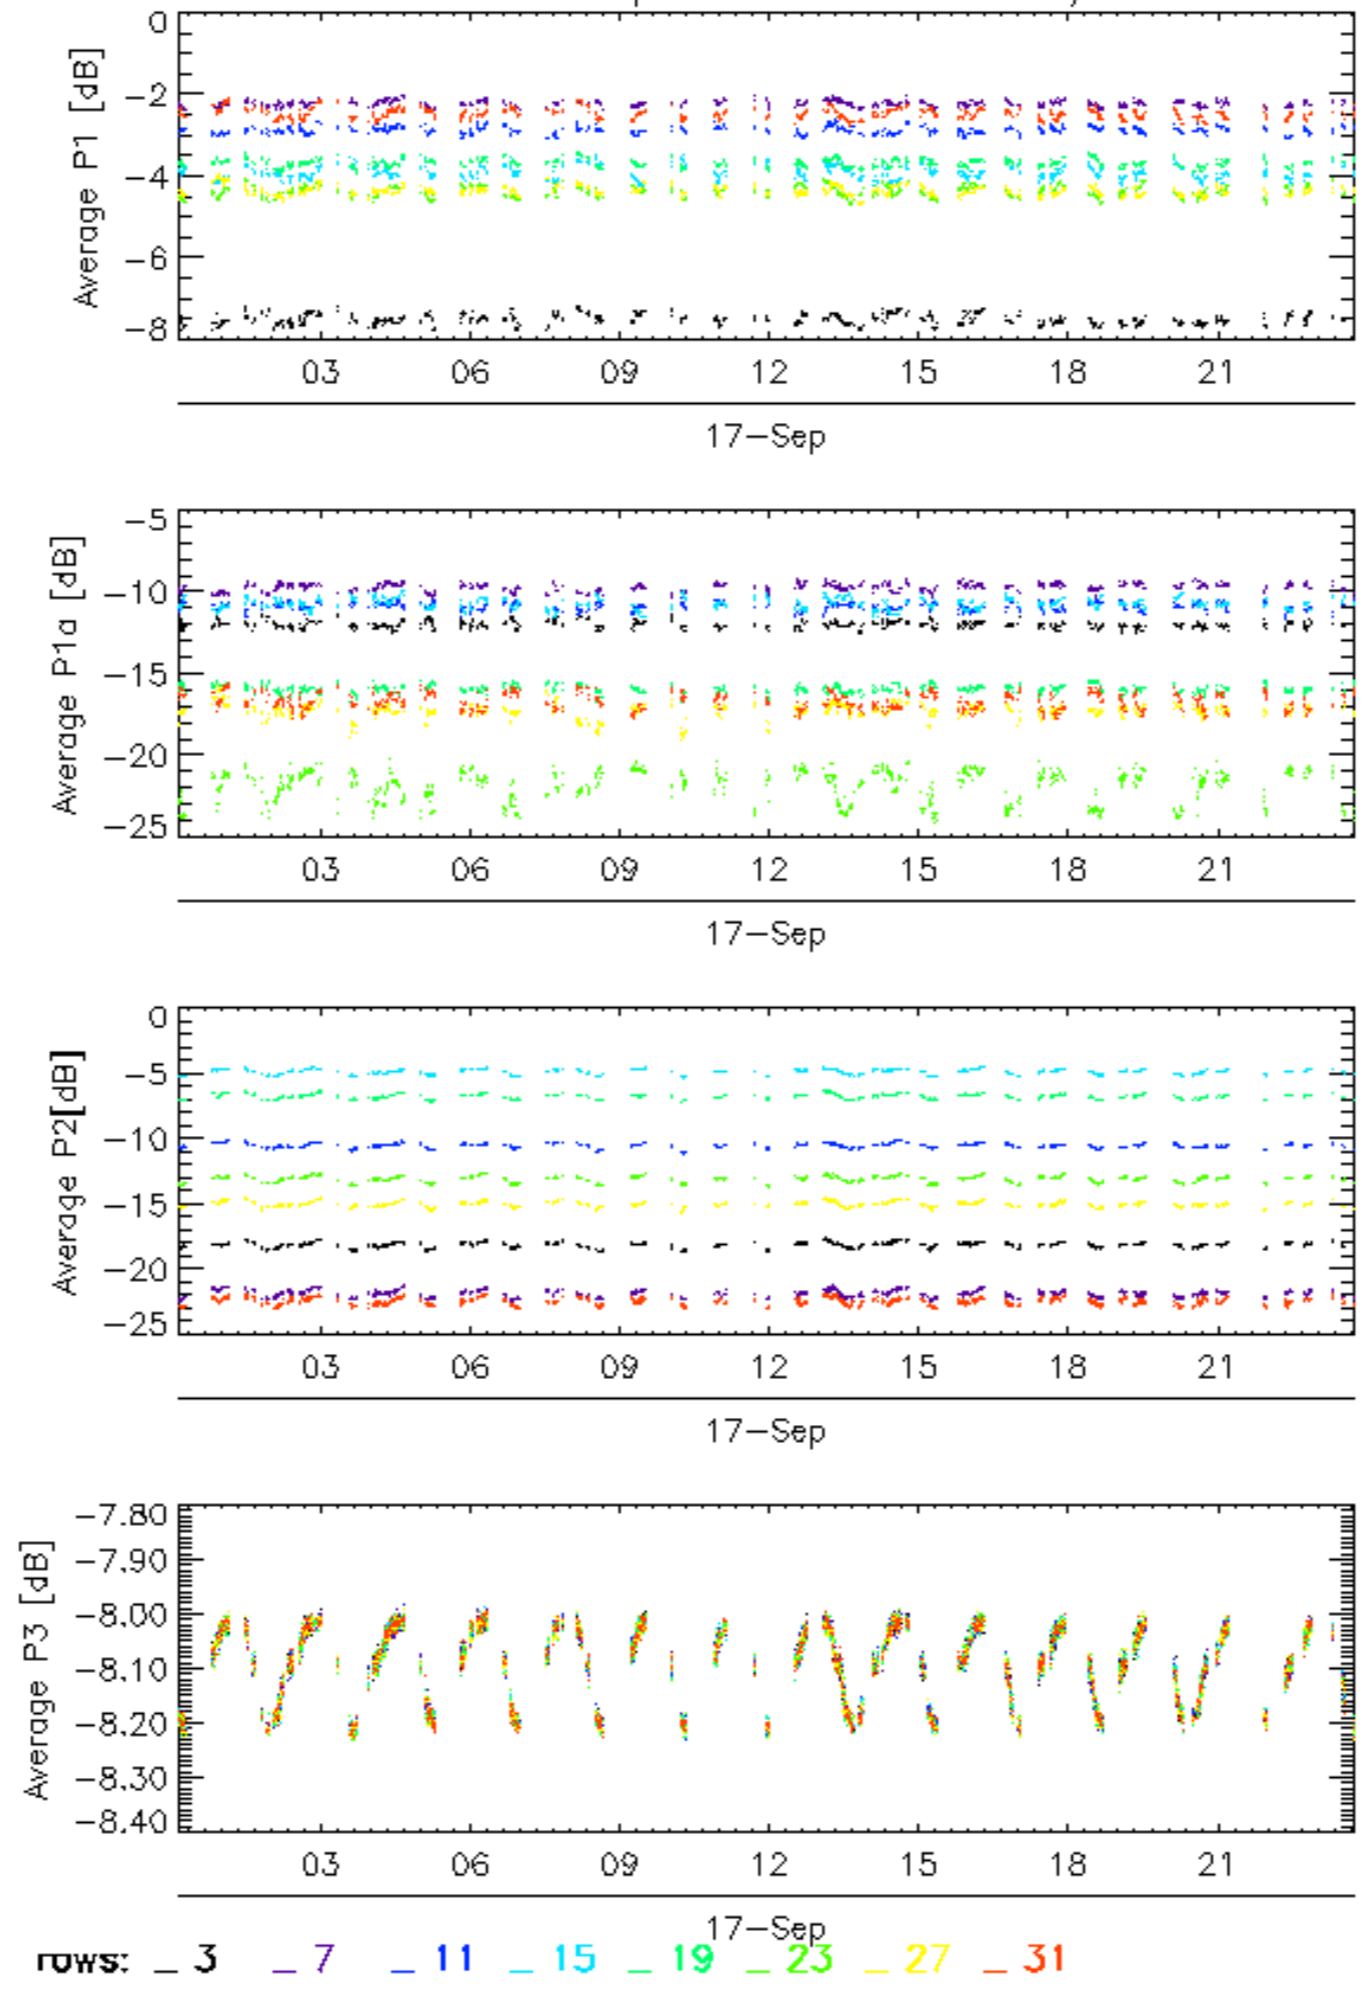 0
Average P1 [dB]
−2
−4
−6
−8
03 06 09 12 15 18 21
17−Sep
−5
Average P1a [dB]
−10
−15
−20
−25
03 06 09 12 15 18 21
17−Sep
0
Average P2[dB]
−5
−10
−15
−20
−25
03 06 09 12 15 18 21
17−Sep
−7.80
Average P3 [dB]
−7.90
−8.00
−8.10
−8.20
−8.30
−8.40
03 06 09 12 15 18 21
17−Sep
rows: _ 3 _ 7 _ 11 _ 15 _ 19 _ 23 _ 27 _ 31